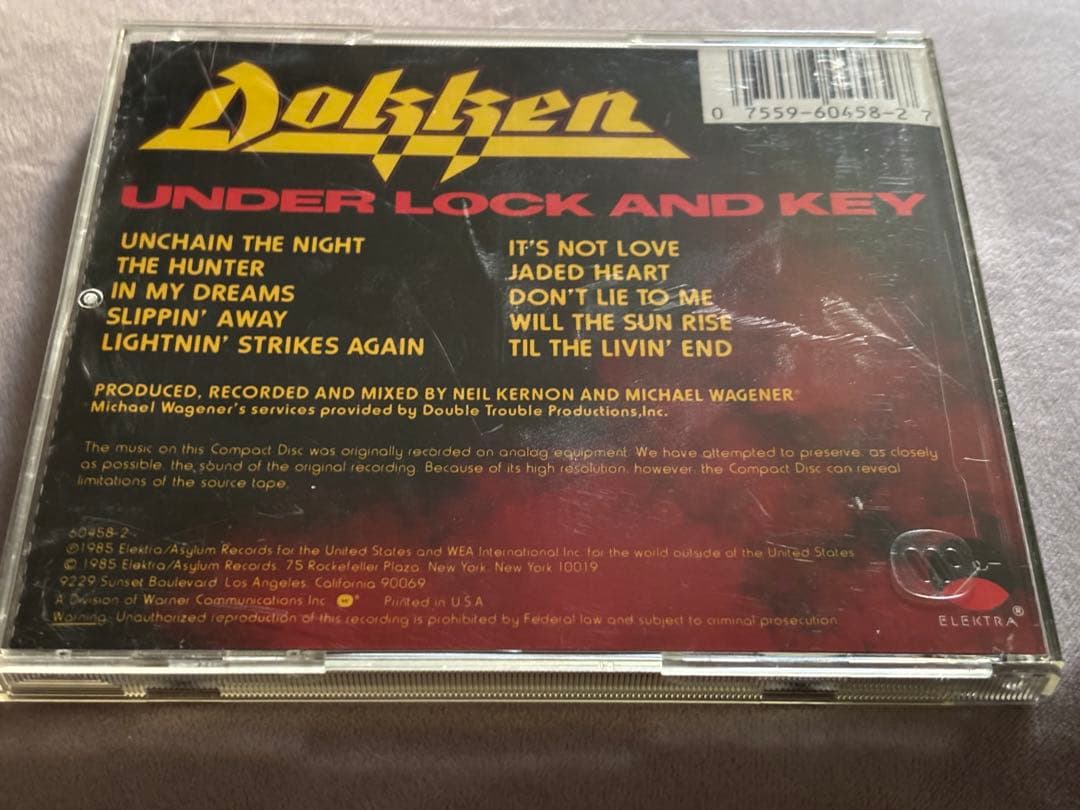 Dokken
0 7559-60458-2 7
UNDER LOCK AND KEY
UNCHAIN THE NIGHT
THE HUNTER
IN MY DREAMS
SLIPPIN' AWAY
LIGHTNIN' STRIKES AGAIN
IT'S NOT LOVE
JADED HEART
DON'T LIE TO ME
WILL THE SUN RISE
TIL THE LIVIN' END
PRODUCED, RECORDED AND MIXED BY NEIL KERNON AND MICHAEL WAGENER*
*Michael Wagener's services provided by Double Trouble Productions, Inc.
The music on this Compact Disc was originally recorded on analog equipment. We have attempted to preserve, as closely
as possible, the sound of the original recording. Because of its high resolution, however, the Compact Disc can reveal
limitations of the source tape.
60458-2
℗1985 Elektra/Asylum Records for the United States and WEA International Inc. for the world outside of the United States
© 1985 Elektra/Asylum Records, 75 Rockefeller Plaza, New York, New York 10019
9229 Sunset Boulevard, Los Angeles, California 90069
A Division of Warner Communications Inc. ® Printed in U.S.A.
Warning: Unauthorized reproduction of this recording is prohibited by Federal law and subject to criminal prosecution.
ELEKTRA®